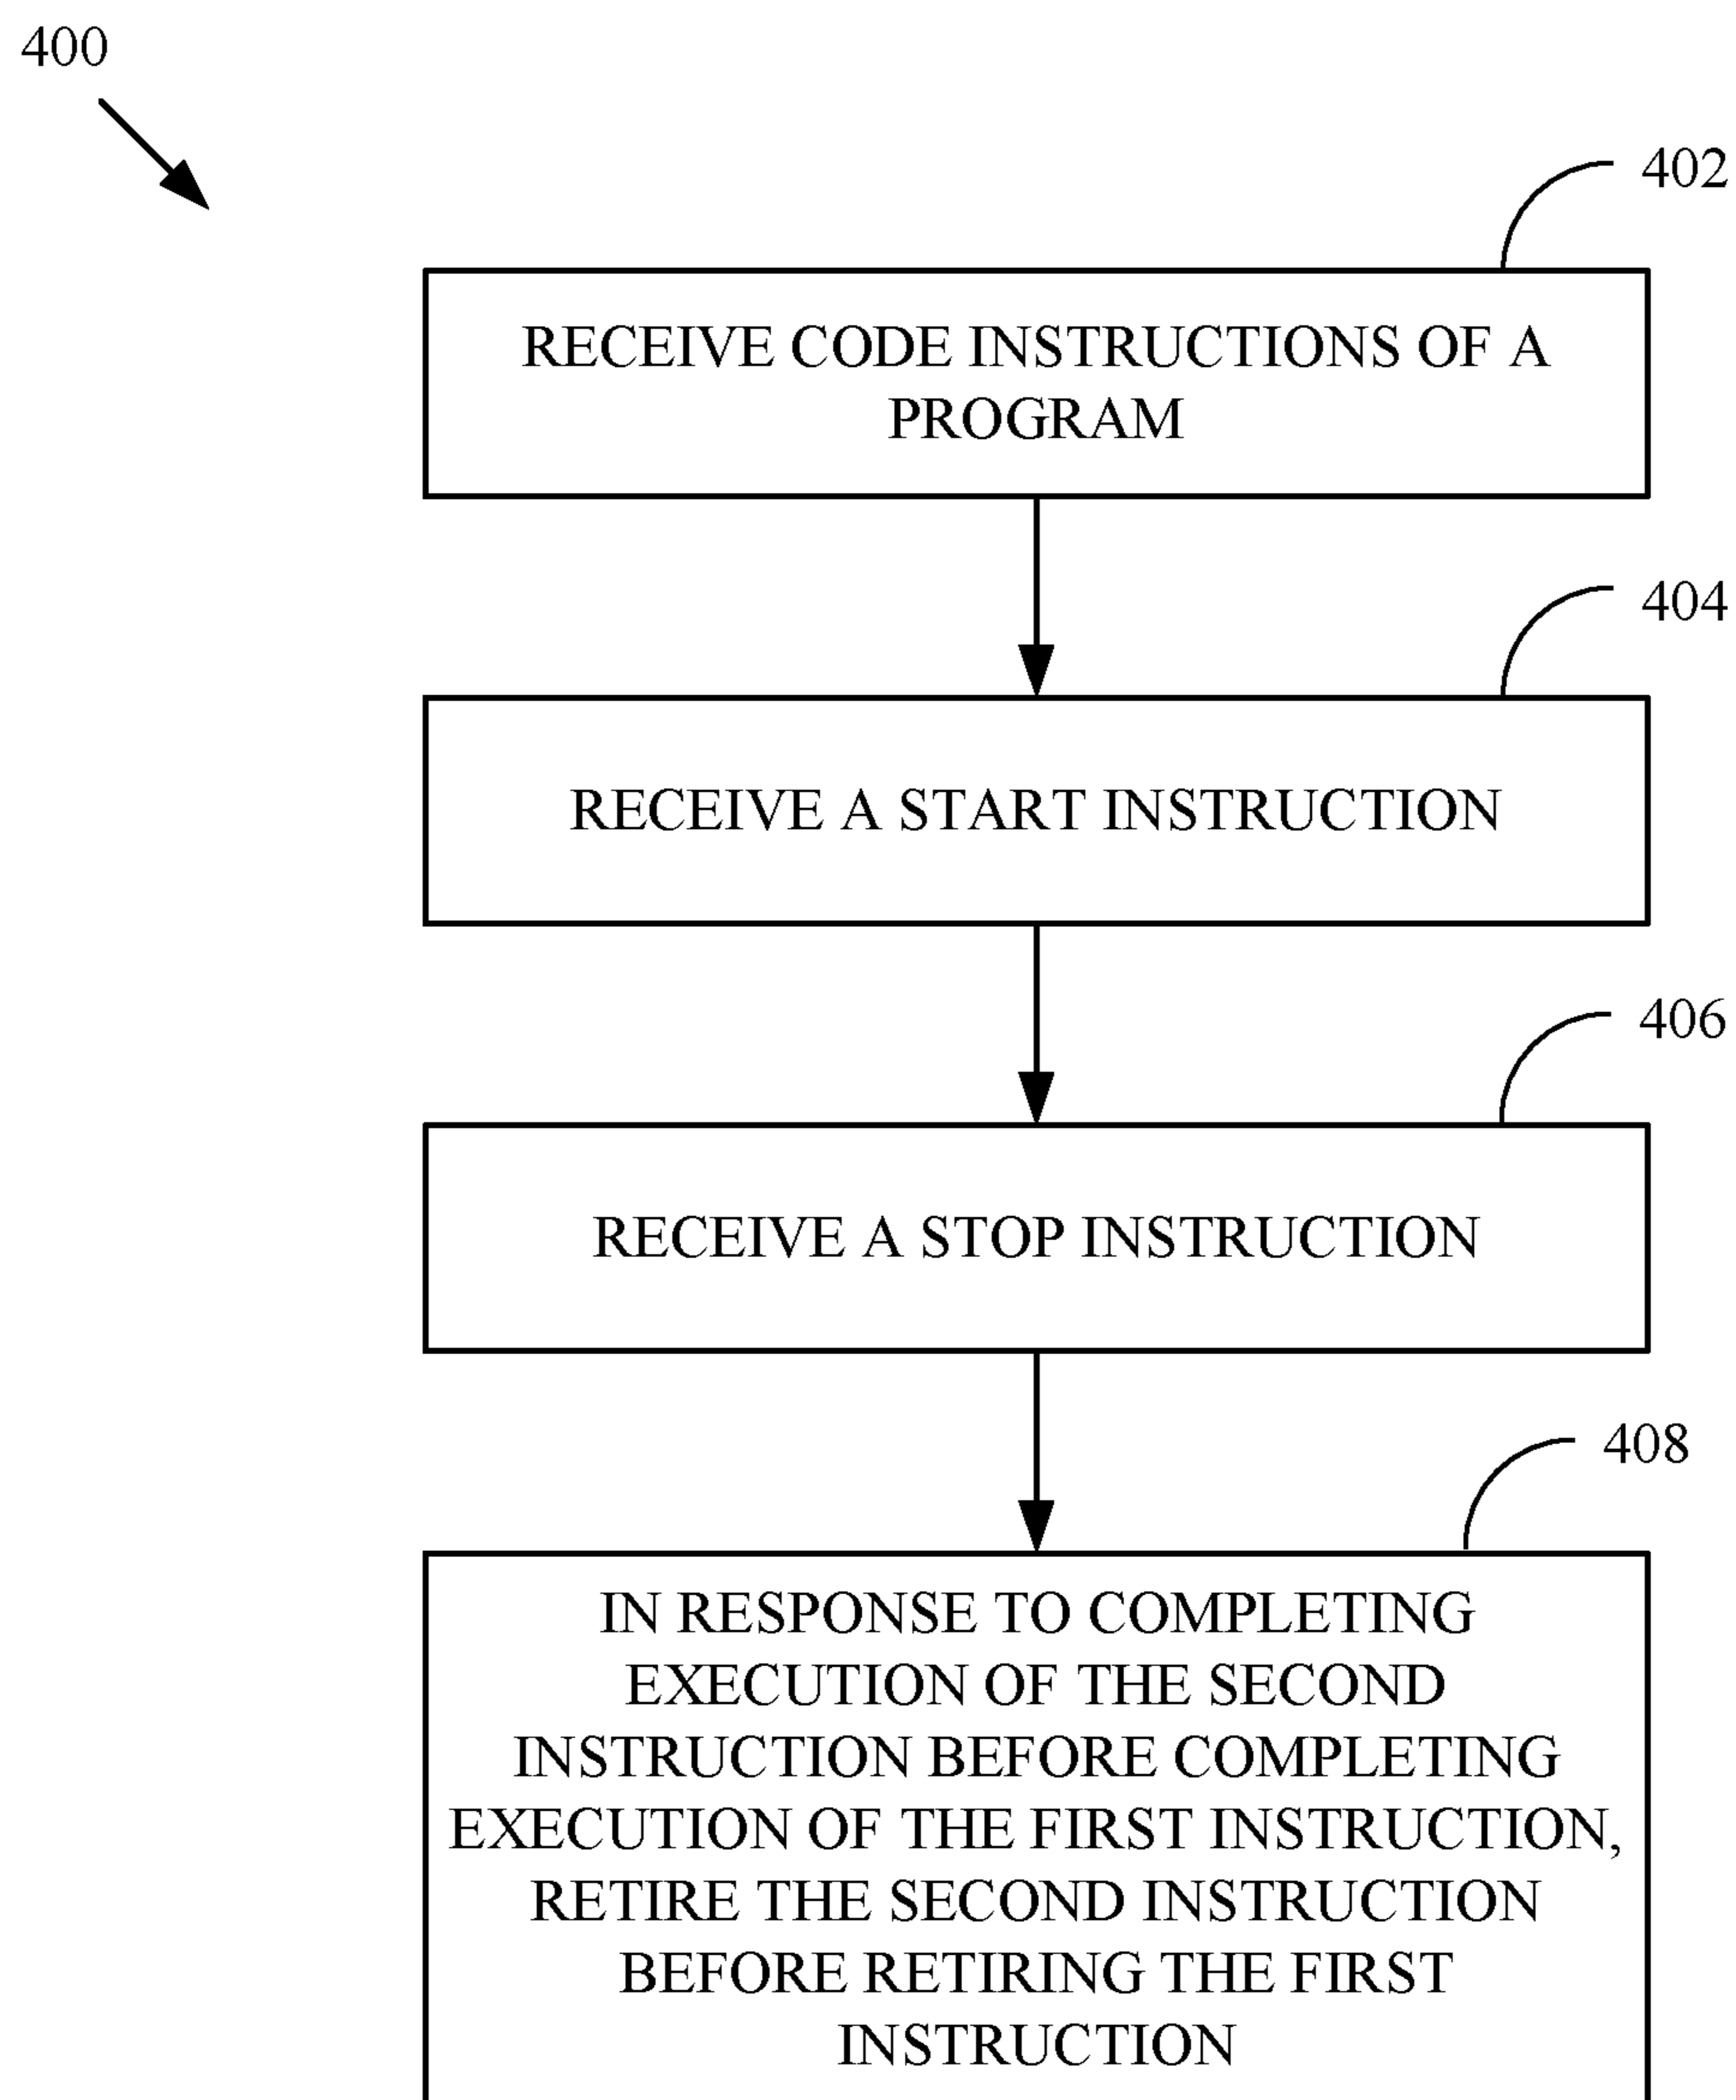 400
402
RECEIVE CODE INSTRUCTIONS OF A
PROGRAM
404
RECEIVE A START INSTRUCTION
406
RECEIVE A STOP INSTRUCTION
408
IN RESPONSE TO COMPLETING
EXECUTION OF THE SECOND
INSTRUCTION BEFORE COMPLETING
EXECUTION OF THE FIRST INSTRUCTION,
RETIRE THE SECOND INSTRUCTION
BEFORE RETIRING THE FIRST
INSTRUCTION